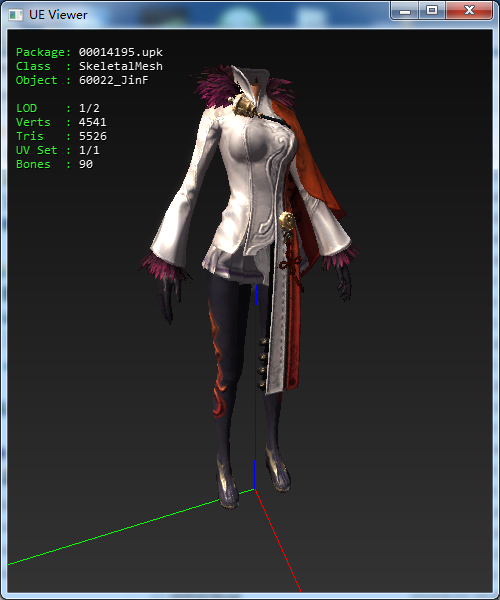 UE Viewer
Package: 00014195.upk
Class : SkeletalMesh
Object : 60022_JinF
LOD : 1/2
Verts : 4541
Tris : 5526
UV Set : 1/1
Bones : 90